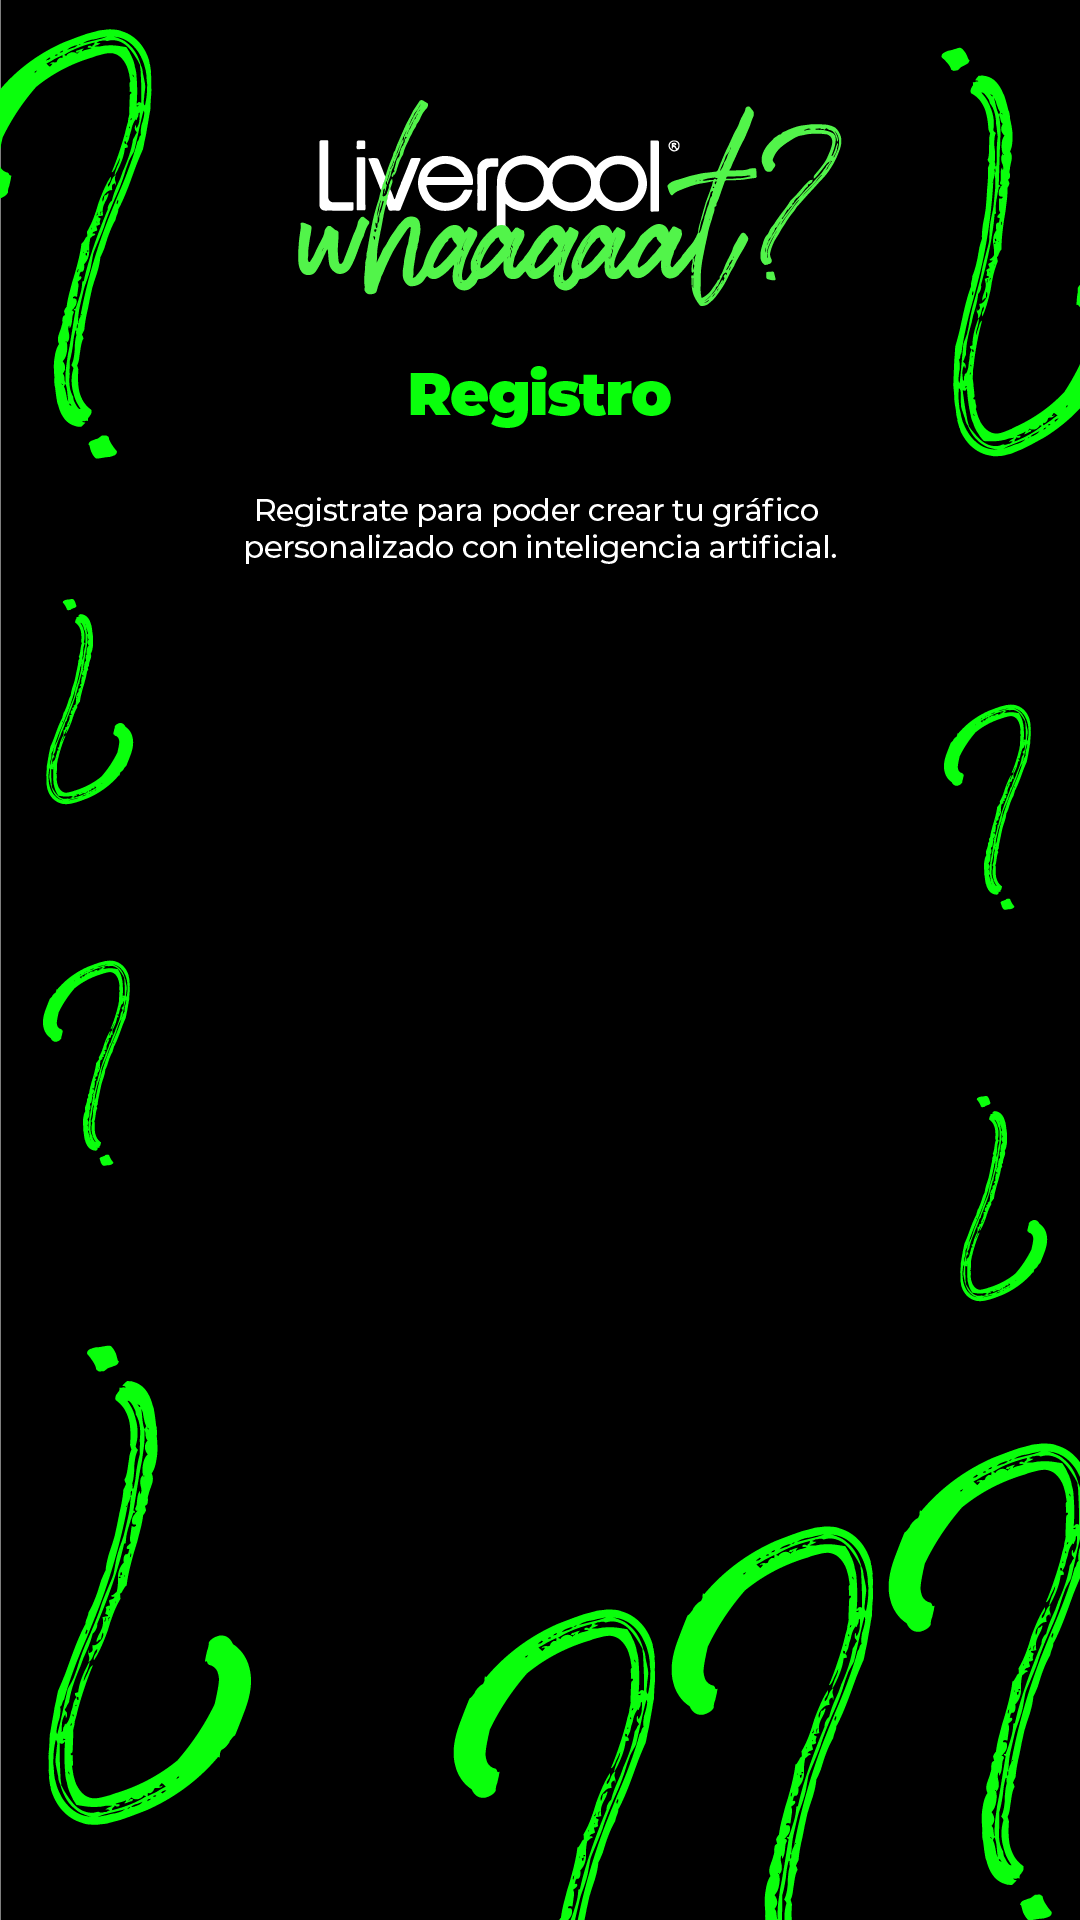 Liverpool®
whaaaaat?
Registro
Registrate para poder crear tu gráfico
personalizado con inteligencia artificial.